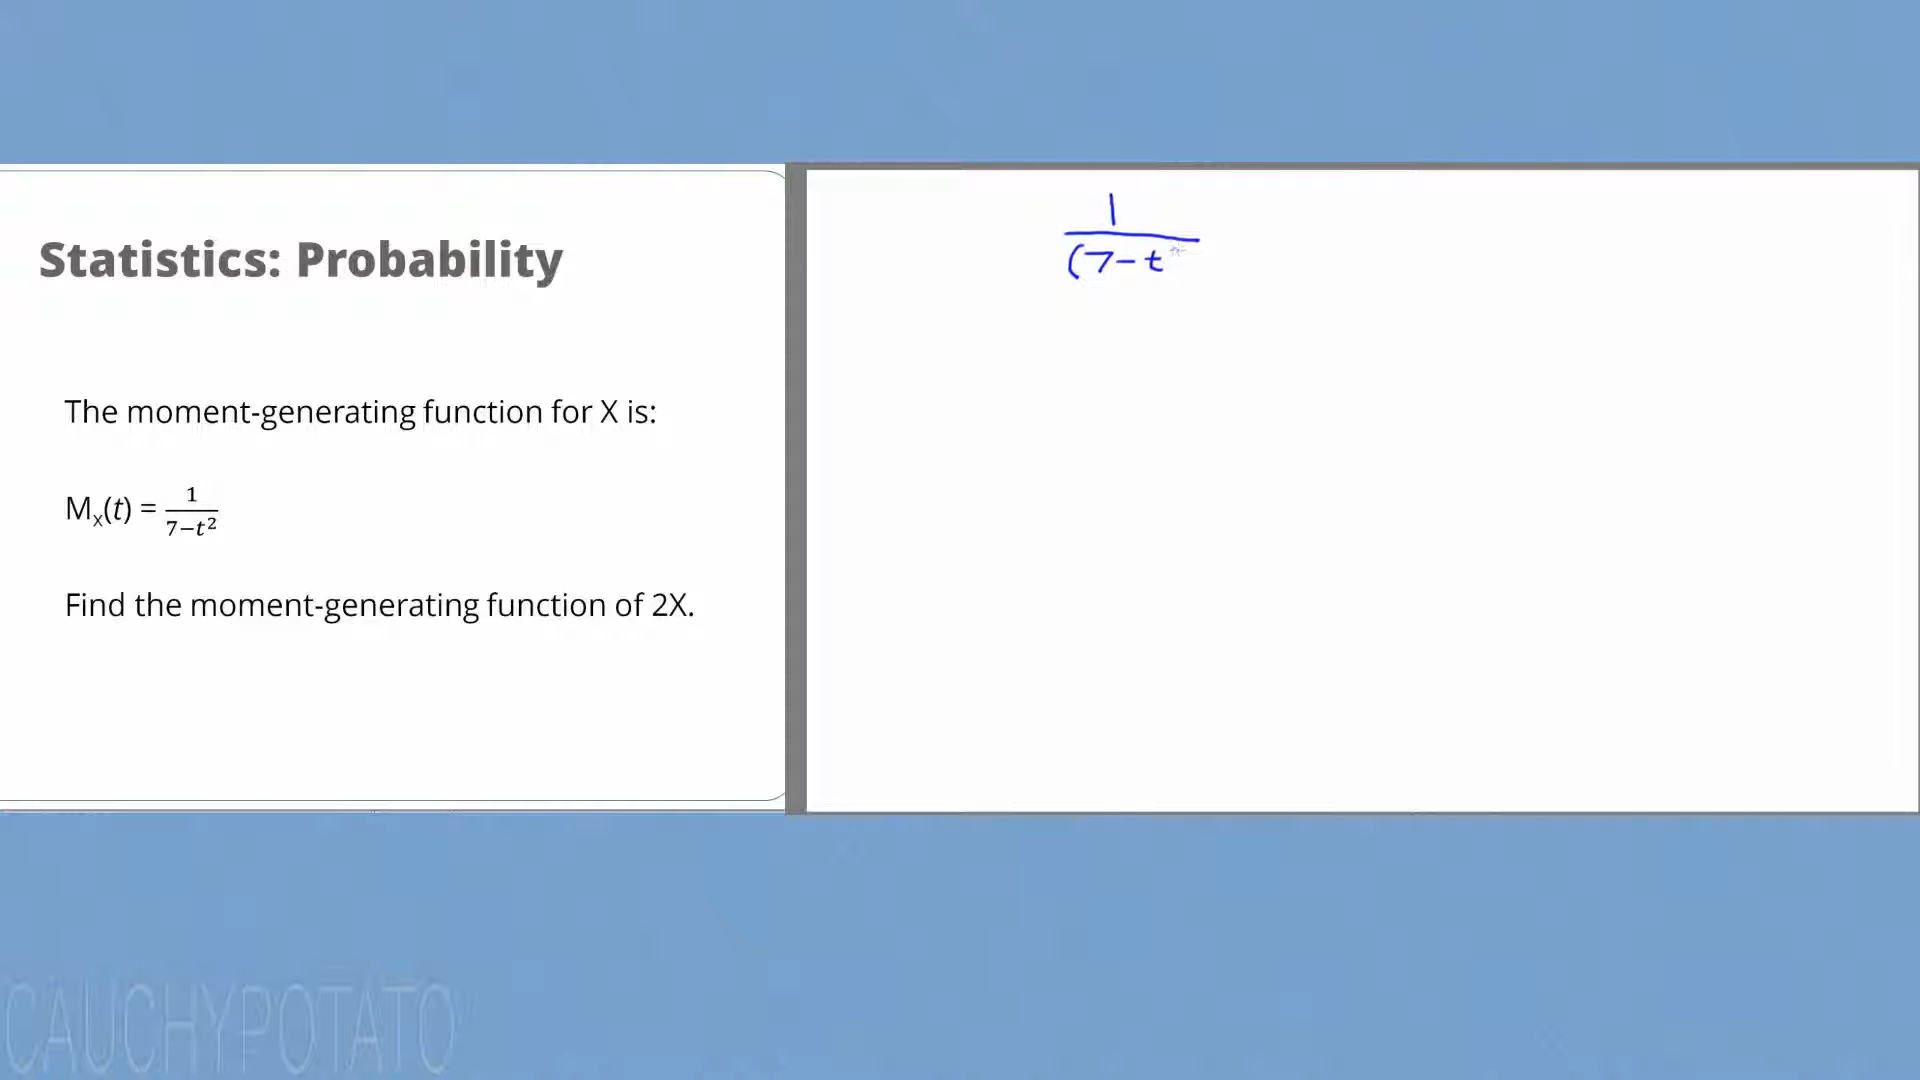 Statistics: Probability
The moment-generating function for X is:
Mₓ(t) = 1/(7−t²)
Find the moment-generating function of 2X.
1
(7-t
CAUCHYPOTATO